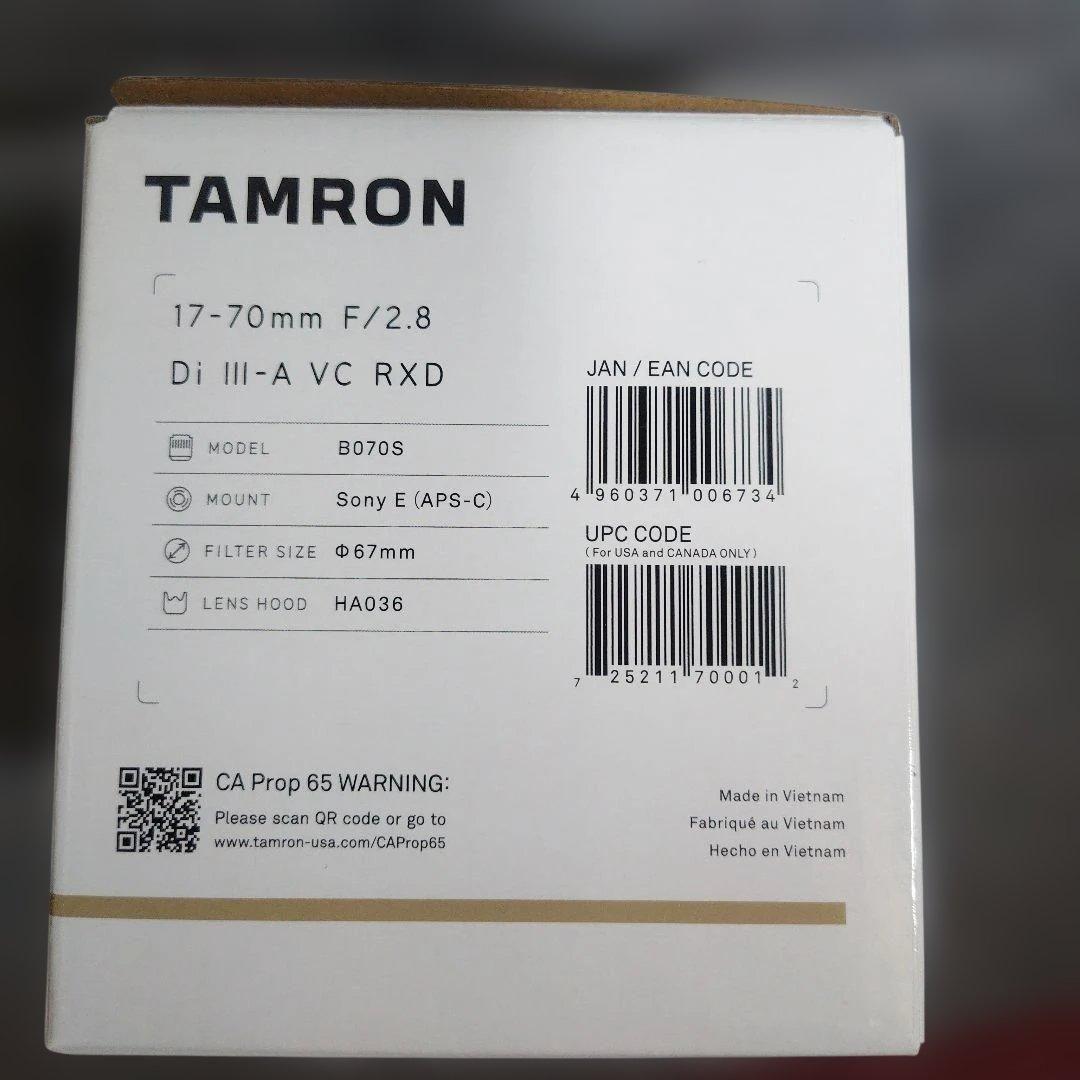 TAMRON
17-70mm F/2.8
Di III-A VC RXD
MODEL B070S
MOUNT Sony E (APS-C)
FILTER SIZE Φ67mm
LENS HOOD HA036
JAN / EAN CODE
4 960371 006734
UPC CODE
(For USA and CANADA ONLY)
7 25211 70001 2
CA Prop 65 WARNING:
Please scan QR code or go to
www.tamron-usa.com/CAProp65
Made in Vietnam
Fabriqué au Vietnam
Hecho en Vietnam